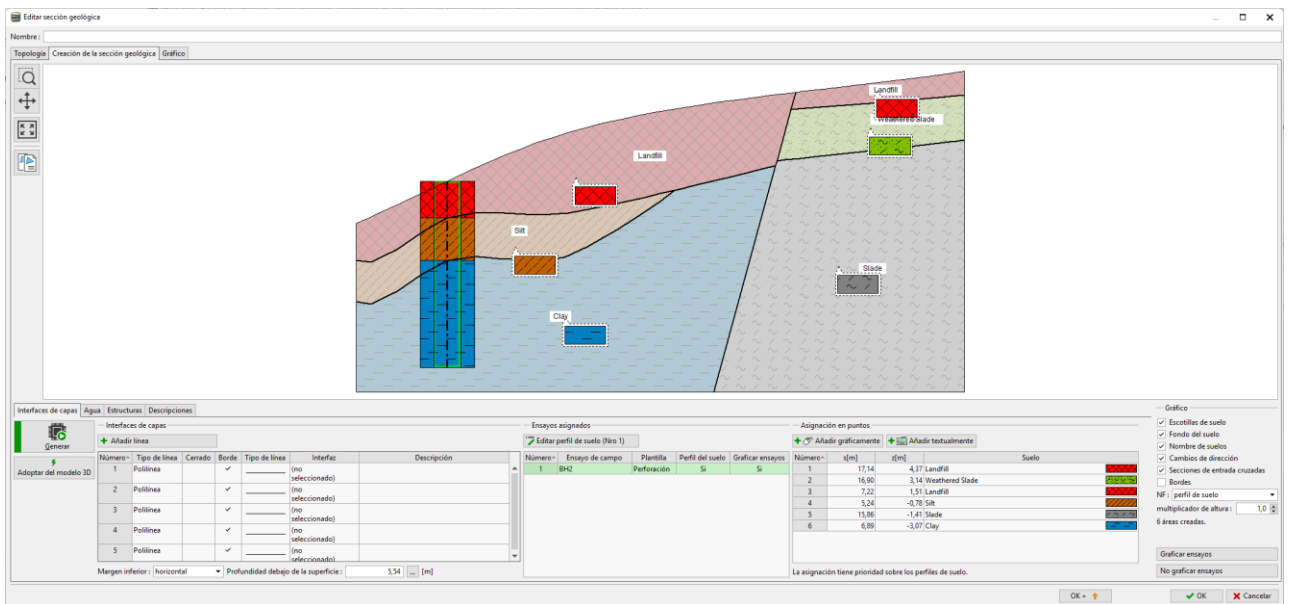 Editar sección geológica
Nombre :
Topología Creación de la sección geológica Gráfico
Landfill
Weathered Slade
Landfill
Silt
Slade
Clay
Interfaces de capas Agua Estructuras Descripciones
Generar
Adoptar del modelo 3D
Interfaces de capas
Añadir línea
Número Tipo de línea Cerrado Borde Tipo de línea Interfaz Descripción
1 Polilínea (no seleccionado)
2 Polilínea (no seleccionado)
3 Polilínea (no seleccionado)
4 Polilínea (no seleccionado)
5 Polilínea (no seleccionado)
Margen inferior : horizontal Profundidad debajo de la superficie : 5,54 ... [m]
Ensayos asignados
Editar perfil de suelo (Nro 1)
Número Ensayo de campo Plantilla Perfil del suelo Graficar ensayos
1 BH2 Perforación Si Si
Asignación en puntos
Añadir gráficamente Añadir textualmente
Número s[m] z[m] Suelo
1 17,14 4,37 Landfill
2 16,90 3,14 Weathered Slade
3 7,22 1,51 Landfill
4 5,24 -0,78 Silt
5 15,86 -1,41 Slade
6 6,89 -3,07 Clay
La asignación tiene prioridad sobre los perfiles de suelo.
Gráfico
Escotillas de suelo
Fondo del suelo
Nombre de suelos
Cambios de dirección
Secciones de entrada cruzadas
Bordes
NF : perfil de suelo
multiplicador de altura : 1,0
6 áreas creadas.
Graficar ensayos
No graficar ensayos
OK + OK Cancelar